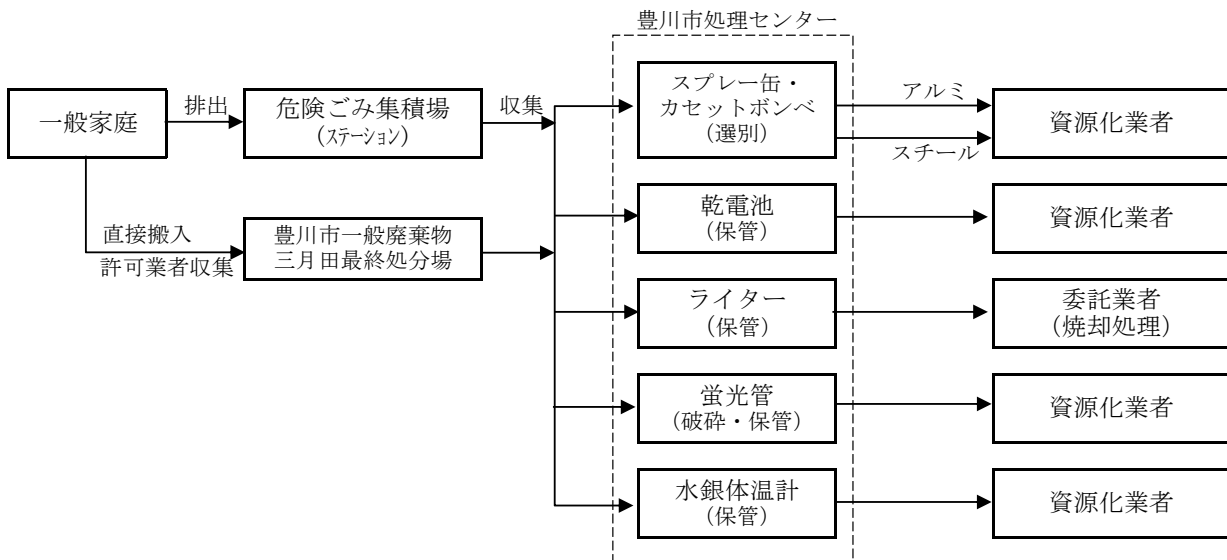 豊川市処理センター
一般家庭
排出
危険ごみ集積場
(ステーション)
収集
直接搬入
許可業者収集
豊川市一般廃棄物
三月田最終処分場
スプレー缶・
カセットボンベ
(選別)
アルミ
スチール
資源化業者
乾電池
(保管)
資源化業者
ライター
(保管)
委託業者
(焼却処理)
蛍光管
(破砕・保管)
資源化業者
水銀体温計
(保管)
資源化業者